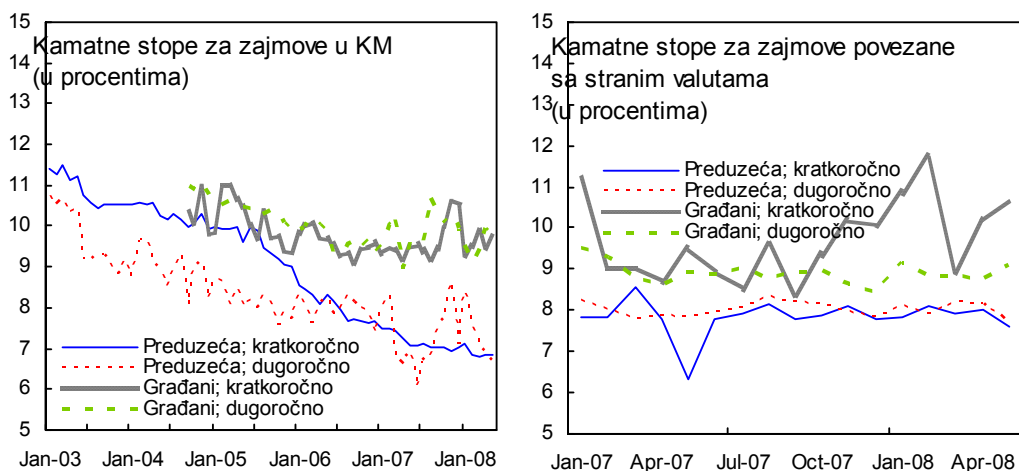 Kamatne stope za zajmove u KM
(u procentima)
15
14
13
12
11
10
9
8
7
6
5
Preduzeća; kratkoročno
Preduzeća; dugoročno
Građani; kratkoročno
Građani; dugoročno
Jan-03 Jan-04 Jan-05 Jan-06 Jan-07 Jan-08
Kamatne stope za zajmove povezane
sa stranim valutama
(u procentima)
15
14
13
12
11
10
9
8
7
6
5
Preduzeća; kratkoročno
Preduzeća; dugoročno
Građani; kratkoročno
Građani; dugoročno
Jan-07 Apr-07 Jul-07 Oct-07 Jan-08 Apr-08